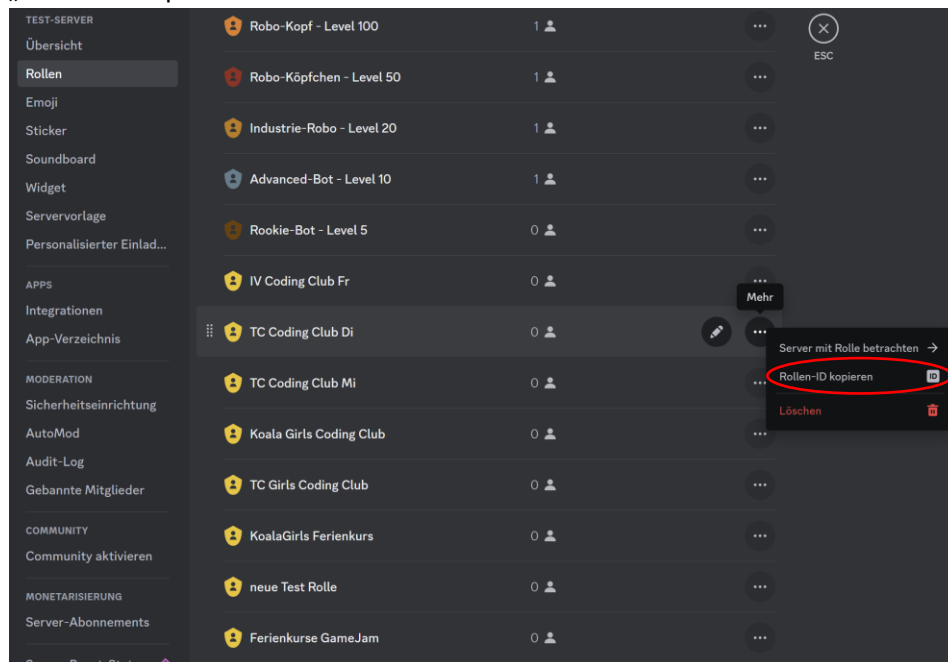 TEST-SERVER
Übersicht
Rollen
Emoji
Sticker
Soundboard
Widget
Servervorlage
Personalisierter Einlad...
APPS
Integrationen
App-Verzeichnis
MODERATION
Sicherheitseinrichtung
AutoMod
Audit-Log
Gebannte Mitglieder
COMMUNITY
Community aktivieren
MONETARISIERUNG
Server-Abonnements
Robo-Kopf - Level 100 1
Robo-Köpfchen - Level 50 1
Industrie-Robo - Level 20 1
Advanced-Bot - Level 10 1
Rookie-Bot - Level 5 0
IV Coding Club Fr 0
TC Coding Club Di 0
TC Coding Club Mi 0
Koala Girls Coding Club 0
TC Girls Coding Club 0
KoalaGirls Ferienkurs 0
neue Test Rolle 0
Ferienkurse GameJam 0
ESC
Mehr
Server mit Rolle betrachten
Rollen-ID kopieren ID
Löschen